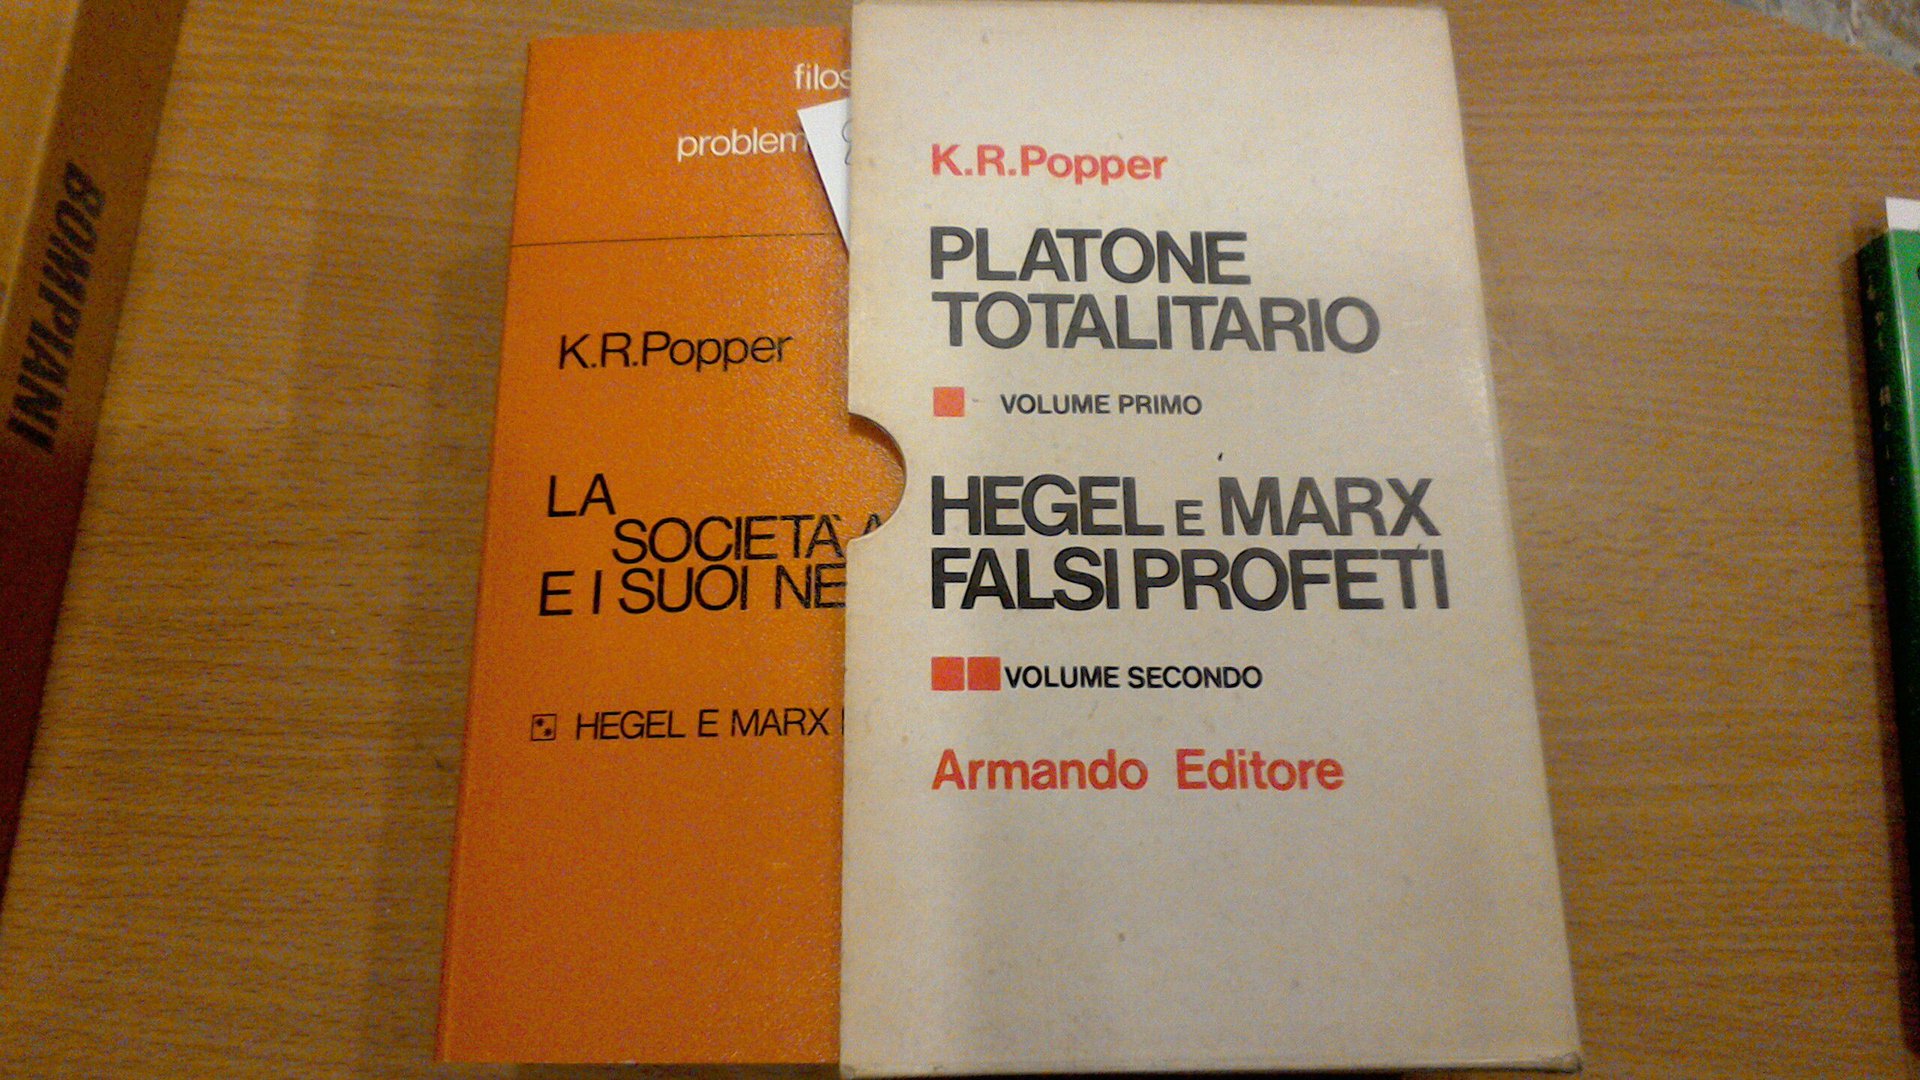 BOMPIANI
filos
problem
K.R.Popper
LA
SOCIETÀ A
E I SUOI NE
HEGEL E MARX
K.R.Popper
PLATONE
TOTALITARIO
VOLUME PRIMO
HEGEL E MARX
FALSI PROFETI
VOLUME SECONDO
Armando Editore